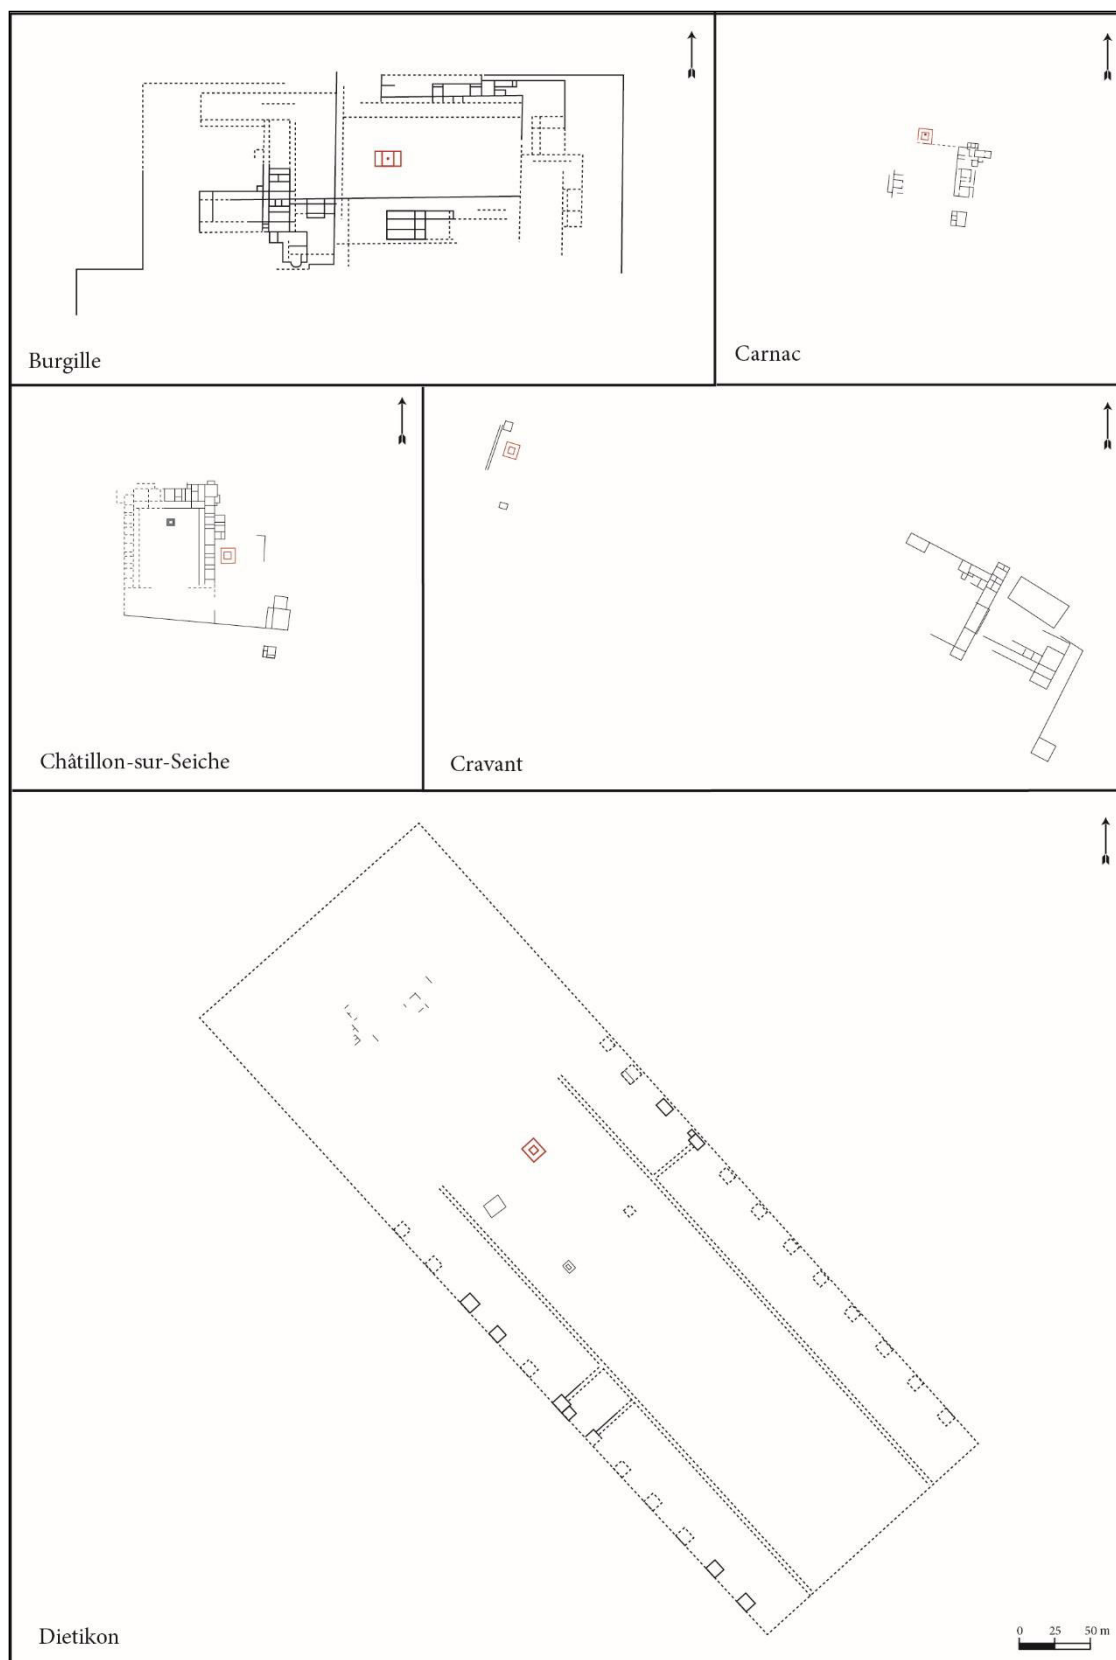 Burgille
Carnac
Châtillon-sur-Seiche
Cravant
Dietikon
0 25 50 m